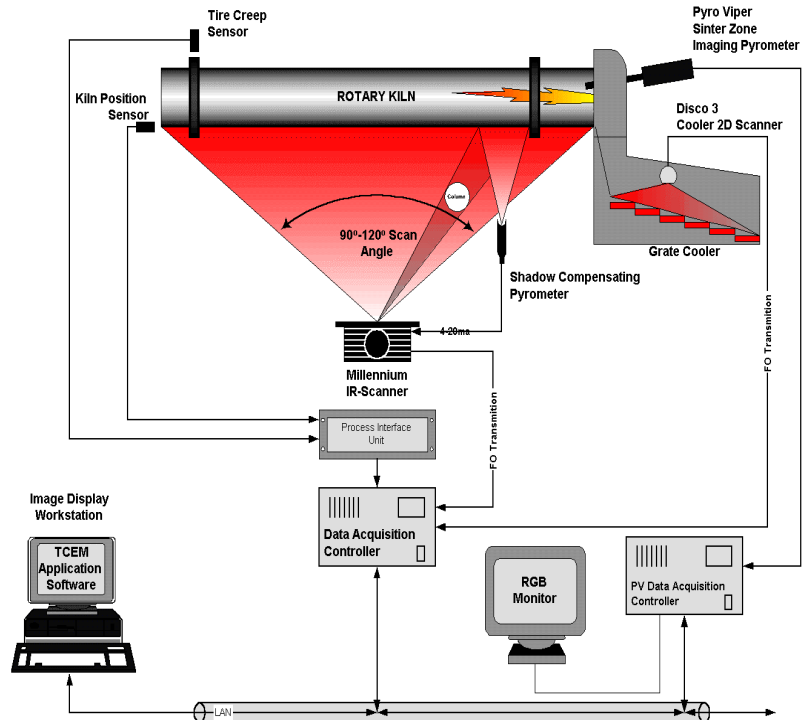 Tire Creep
Sensor
Pyro Viper
Sinter Zone
Imaging Pyrometer
Kiln Position
Sensor
ROTARY KILN
Disco 3
Cooler 2D Scanner
Column
90º-120º Scan
Angle
Grate Cooler
Shadow Compensating
Pyrometer
4-20ma
FO Transmition
Millennium
IR-Scanner
Process Interface
Unit
FO Transmition
Image Display
Workstation
TCEM
Application
Software
Data Acquisition
Controller
RGB
Monitor
PV Data Acquisition
Controller
LAN